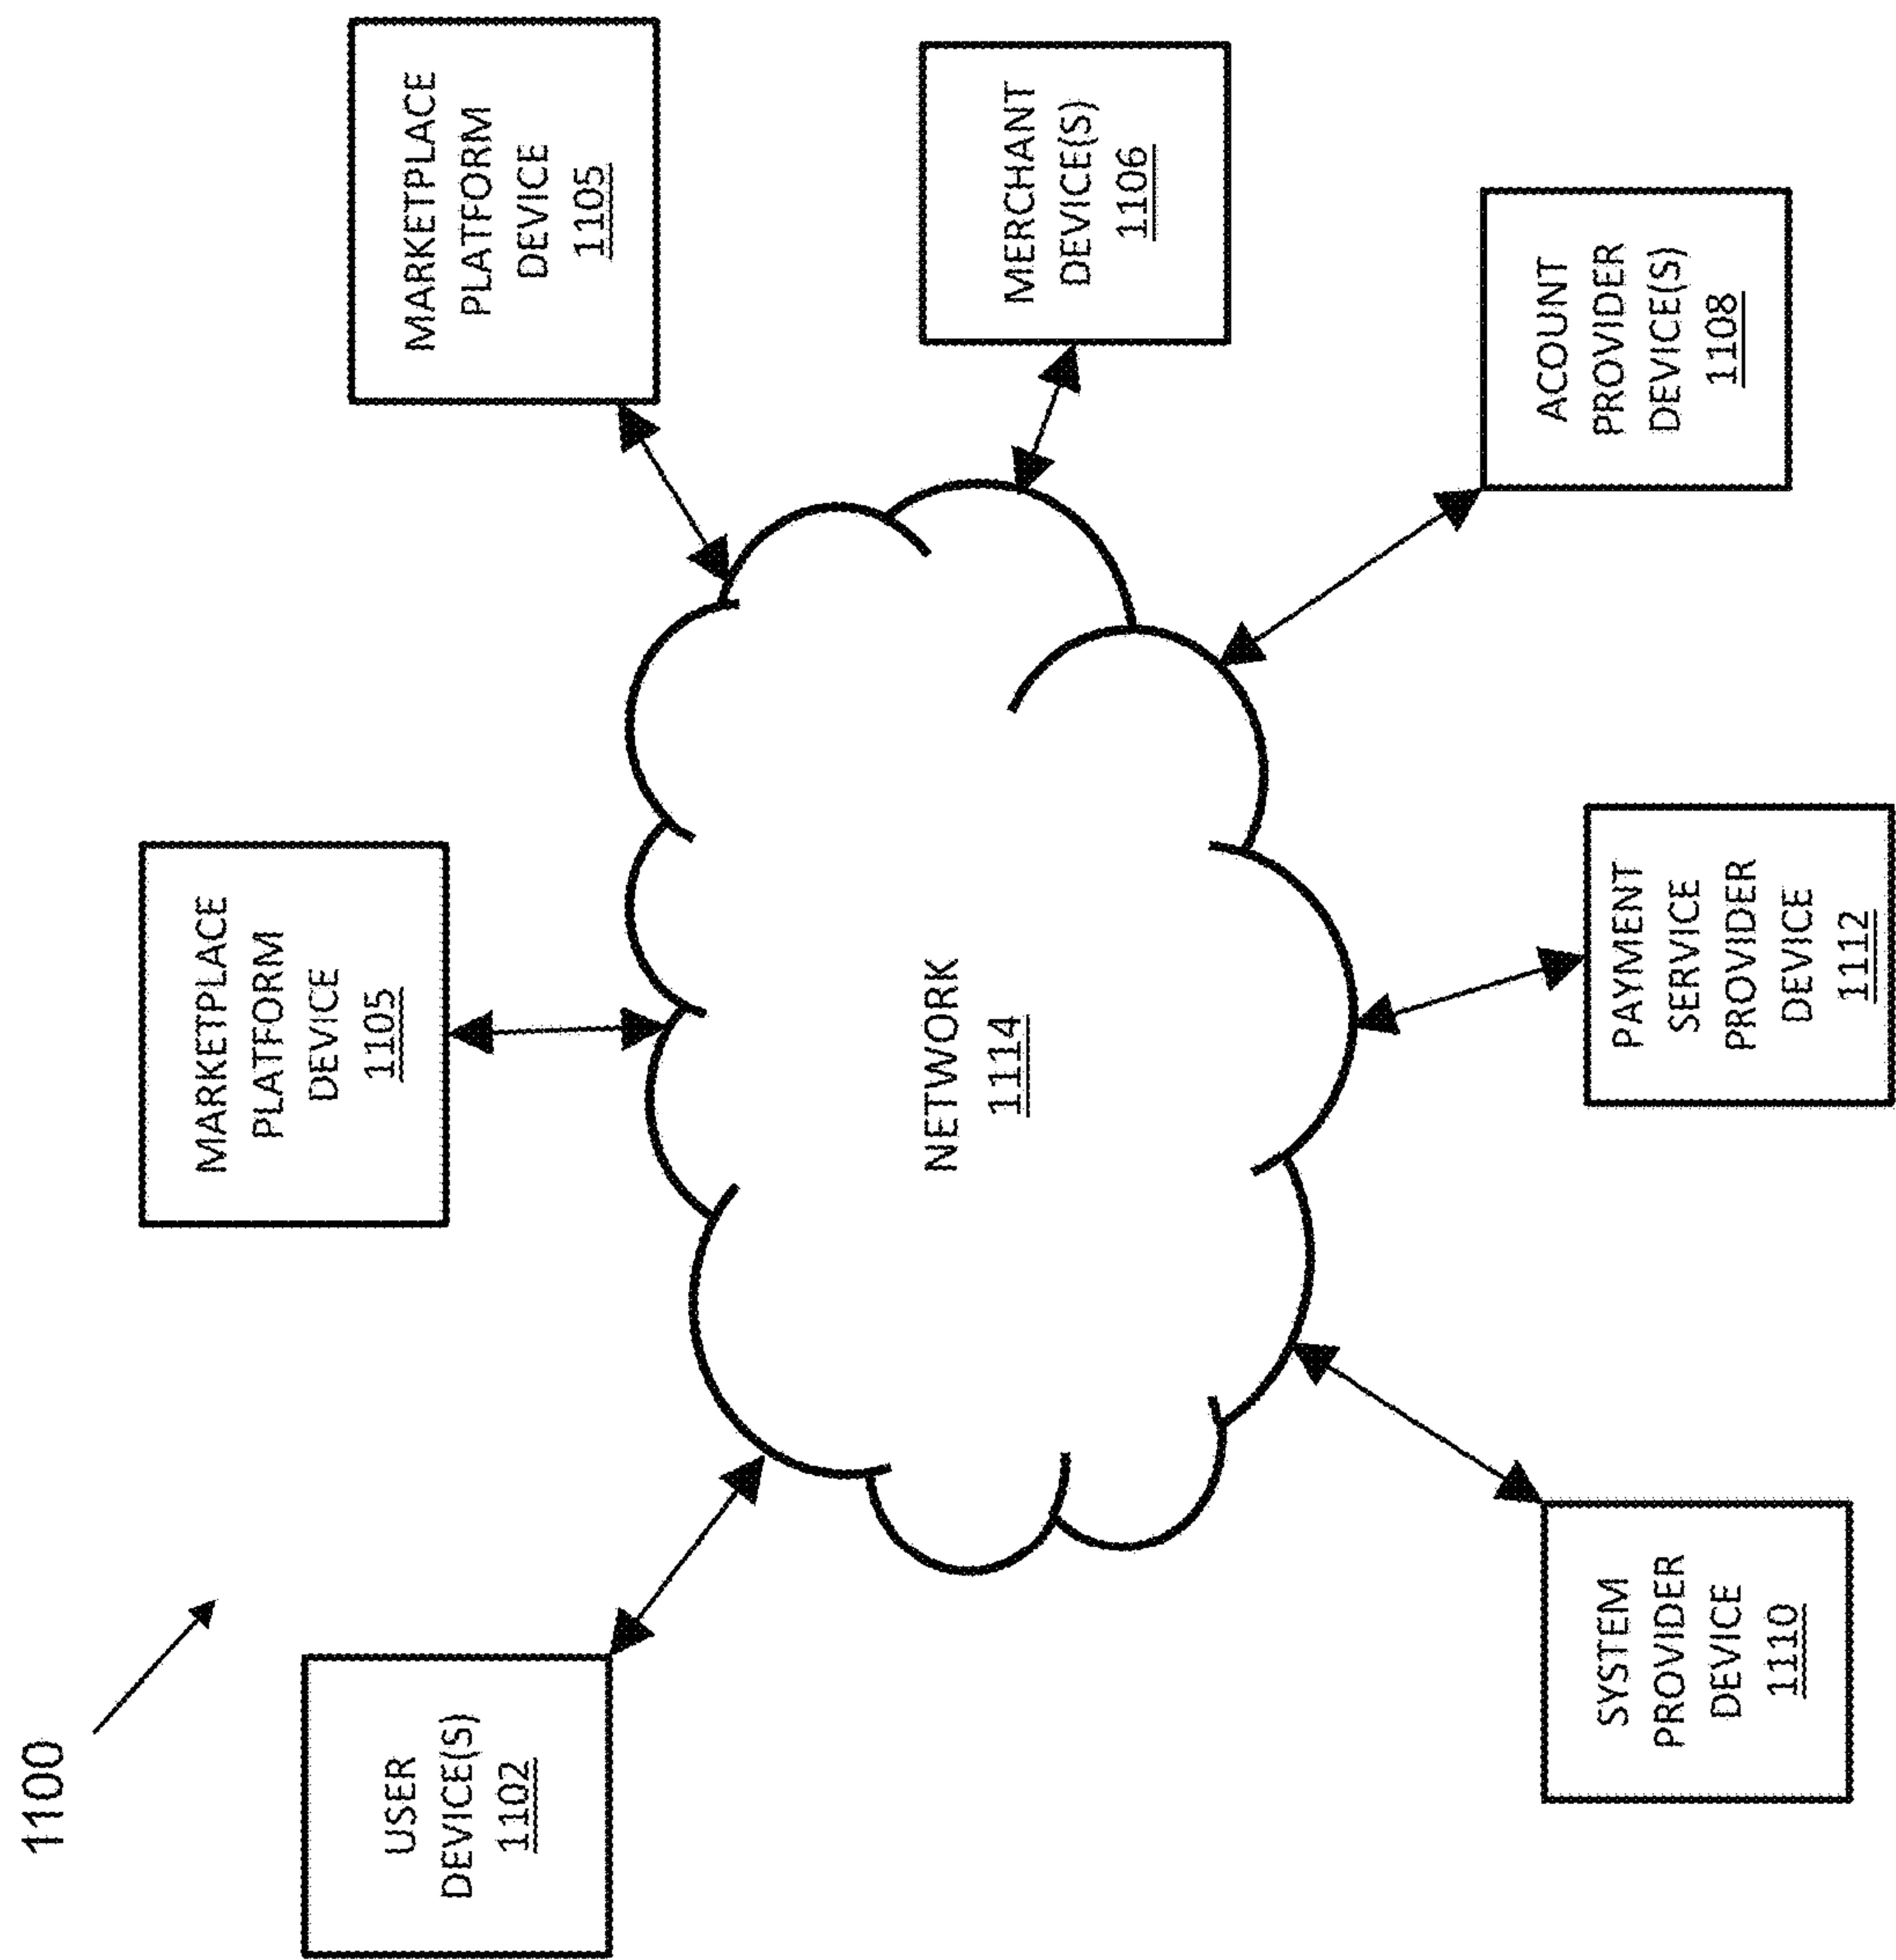 1100
USER
DEVICE(S)
1102
MARKETPLACE
PLATFORM
DEVICE
1105
MARKETPLACE
PLATFORM
DEVICE
1105
MERCHANT
DEVICE(S)
1106
NETWORK
1114
SYSTEM
PROVIDER
DEVICE
1110
PAYMENT
SERVICE
PROVIDER
DEVICE
1112
ACOUNT
PROVIDER
DEVICE(S)
1108